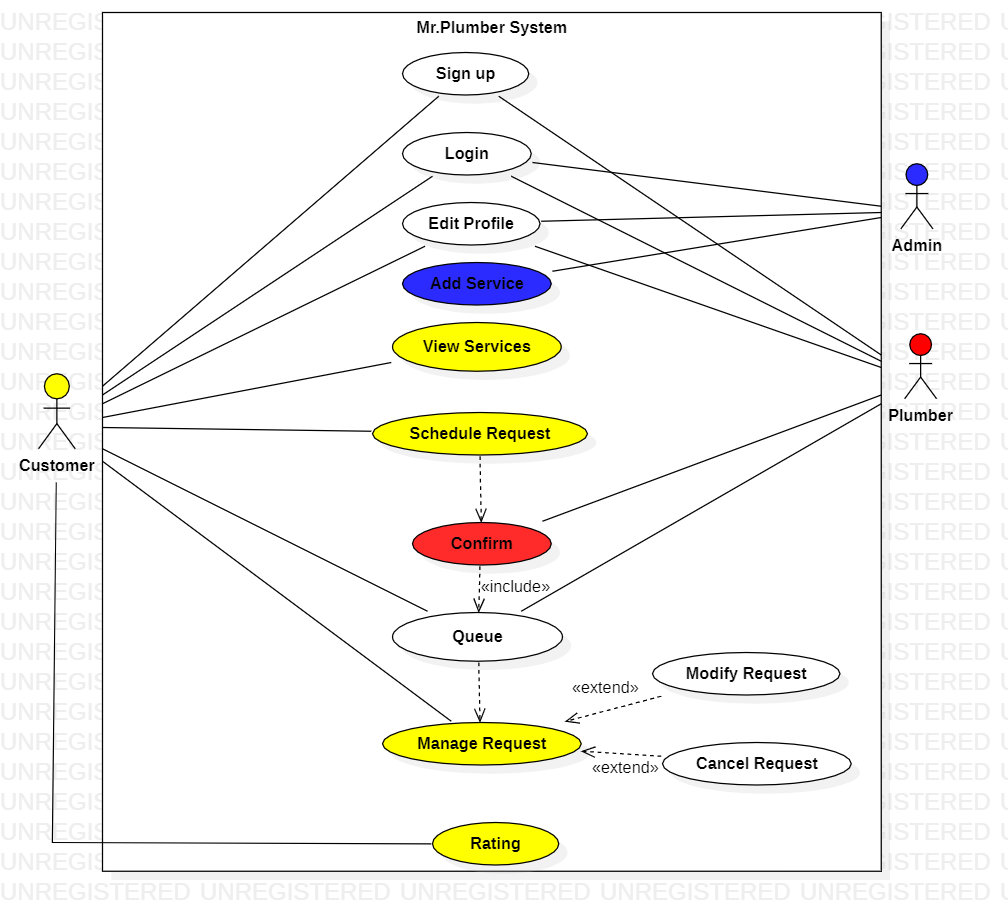 Mr.Plumber System
Sign up
Login
Edit Profile
Admin
Add Service
View Services
Plumber
Schedule Request
Customer
Confirm
«include»
Queue
Modify Request
«extend»
Manage Request
Cancel Request
«extend»
Rating
UNREGISTERED UNREGISTERED UNREGISTERED UNREGISTERED UNREGISTERED